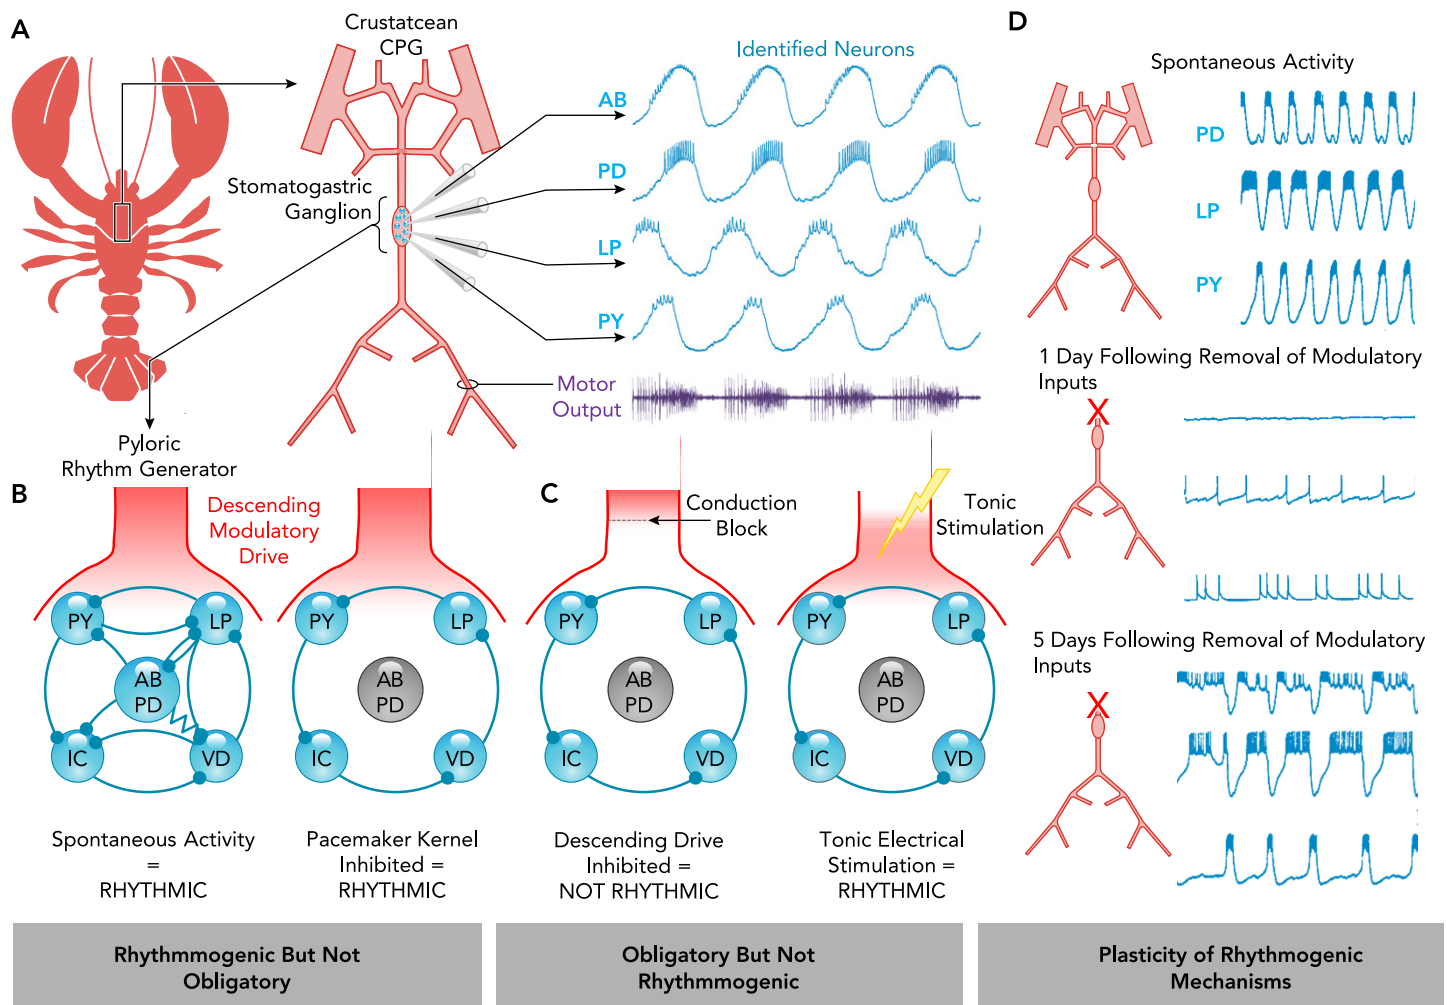 A
Crustatcean
CPG
Identified Neurons
AB
PD
Stomatogastric
Ganglion
LP
PY
Motor
Output
Pyloric
Rhythm Generator
B
Descending
Modulatory
Drive
PY
LP
AB
PD
IC
VD
Spontaneous Activity
=
RHYTHMIC
PY
LP
AB
PD
IC
VD
Pacemaker Kernel
Inhibited =
RHYTHMIC
Rhythmmogenic But Not
Obligatory
C
Conduction
Block
PY
LP
AB
PD
IC
VD
Descending Drive
Inhibited =
NOT RHYTHMIC
Tonic
Stimulation
PY
LP
AB
PD
IC
VD
Tonic Electrical
Stimulation =
RHYTHMIC
Obligatory But Not
Rhythmmogenic
D
Spontaneous Activity
PD
LP
PY
1 Day Following Removal of Modulatory
Inputs
X
5 Days Following Removal of Modulatory
Inputs
X
Plasticity of Rhythmogenic
Mechanisms